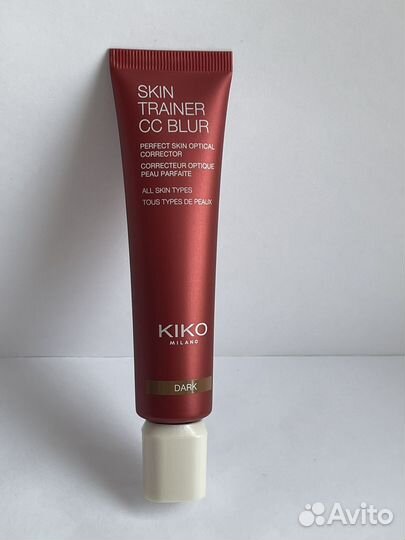 SKIN
TRAINER
CC BLUR
PERFECT SKIN OPTICAL
CORRECTOR
CORRECTEUR OPTIQUE
PEAU PARFAITE
ALL SKIN TYPES
TOUS TYPES DE PEAUX
KIKO
MILANO
DARK
Avito